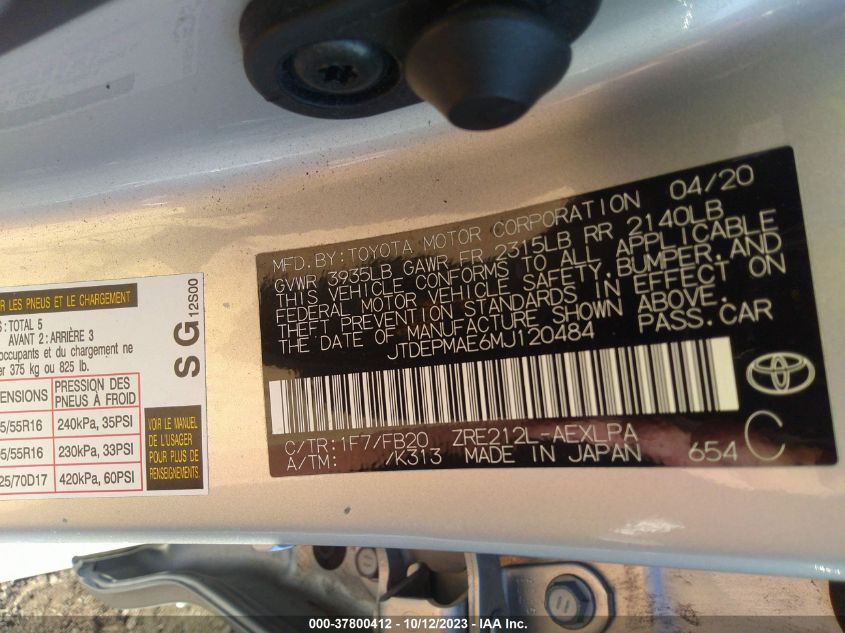 MFD.BY:TOYOTA MOTOR CORPORATION 04/20
GVWR 3935LB GAWR FR 2315LB RR 2140LB
THIS VEHICLE CONFORMS TO ALL APPLICABLE
FEDERAL MOTOR VEHICLE SAFETY,BUMPER,AND
THEFT PREVENTION STANDARDS IN EFFECT ON
THE DATE OF MANUFACTURE SHOWN ABOVE.
JTDEPMAE6MJ120484 PASS.CAR
C/TR:1F7/FB20 ZRE212L-AEXLPA C
A/TM: /K313 MADE IN JAPAN 654
R LES PNEUS ET LE CHARGEMENT
S:TOTAL 5
AVANT 2:ARRIÈRE 3
occupants et du chargement ne
er 375 kg ou 825 lb.
ENSIONS PRESSION DES
PNEUS À FROID
5/55R16 240kPa, 35PSI
5/55R16 230kPa, 33PSI
25/70D17 420kPa, 60PSI
VOIR LE MANUEL
DE L'USAGER
POUR PLUS DE
RENSEIGNEMENTS
SG 12S00
000-37800412 - 10/12/2023 - IAA Inc.